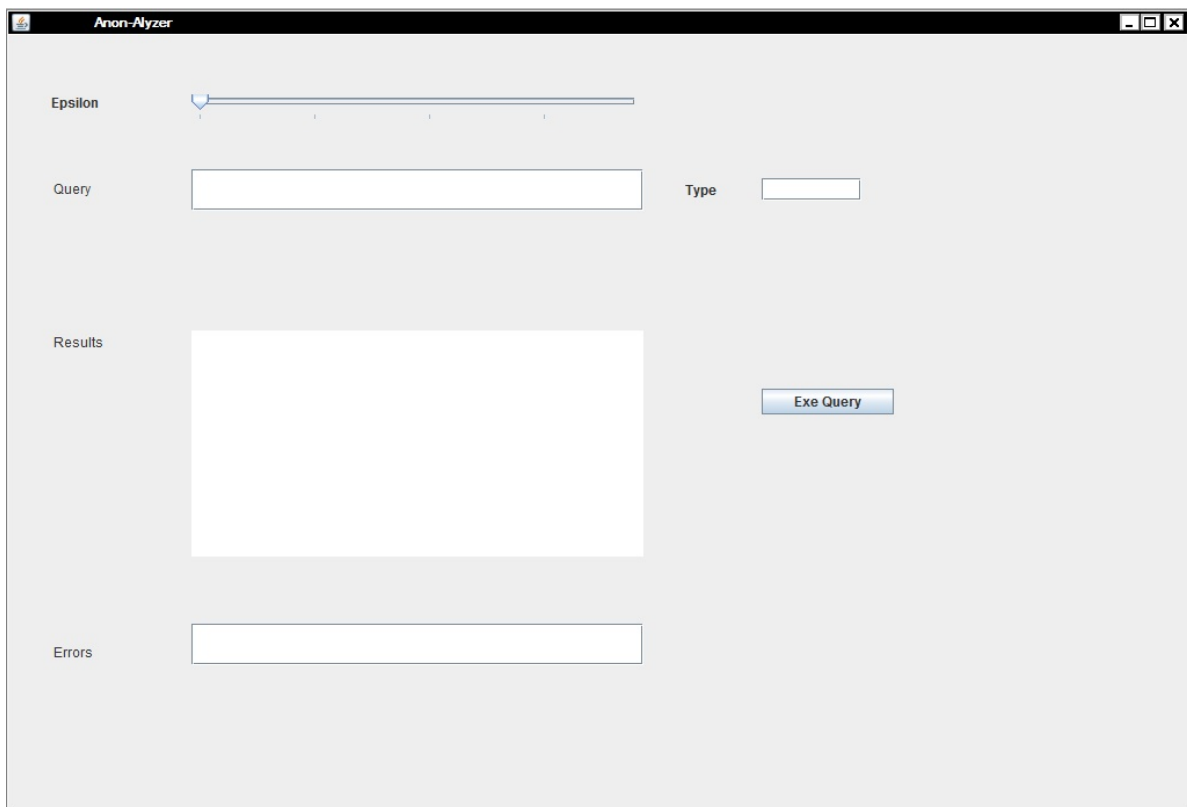 Anon-Alyzer
Epsilon
Query
Type
Results
Exe Query
Errors